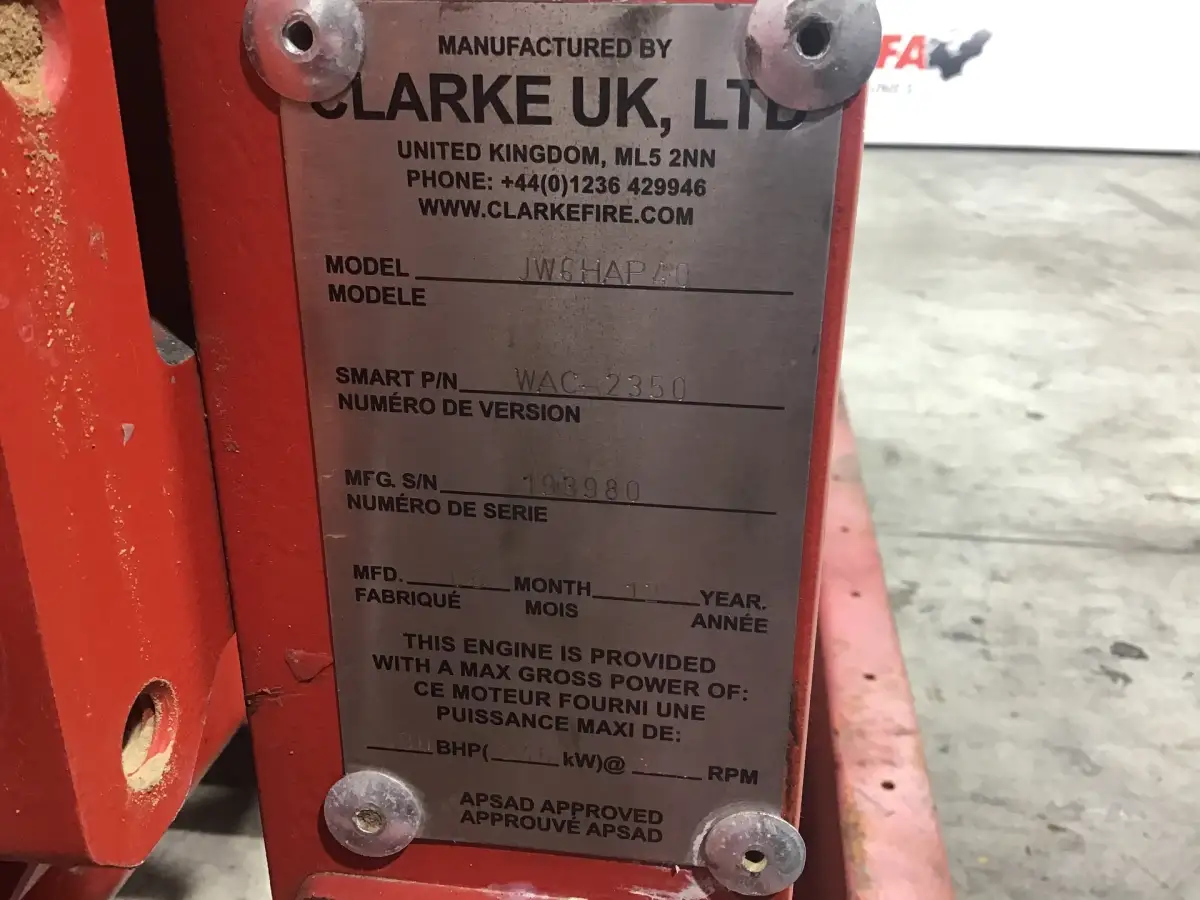 MANUFACTURED BY
CLARKE UK, LTD
UNITED KINGDOM, ML5 2NN
PHONE: +44(0)1236 429946
WWW.CLARKEFIRE.COM
MODEL JW6HAP40
MODELE
SMART P/N WAC-2350
NUMÉRO DE VERSION
MFG. S/N 193980
NUMÉRO DE SERIE
MFD. MONTH YEAR.
FABRIQUÉ MOIS ANNÉE
THIS ENGINE IS PROVIDED
WITH A MAX GROSS POWER OF:
CE MOTEUR FOURNI UNE
PUISSANCE MAXI DE:
BHP( kW)@ RPM
APSAD APPROVED
APPROUVÉ APSAD
FA